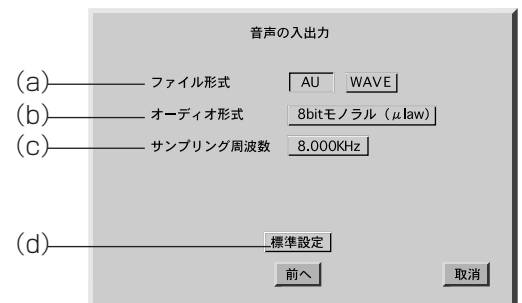 音声の入出力
(a) ファイル形式 AU WAVE
(b) オーディオ形式 8bitモノラル (μlaw)
(c) サンプリング周波数 8.000KHz
(d) 標準設定
前へ 取消